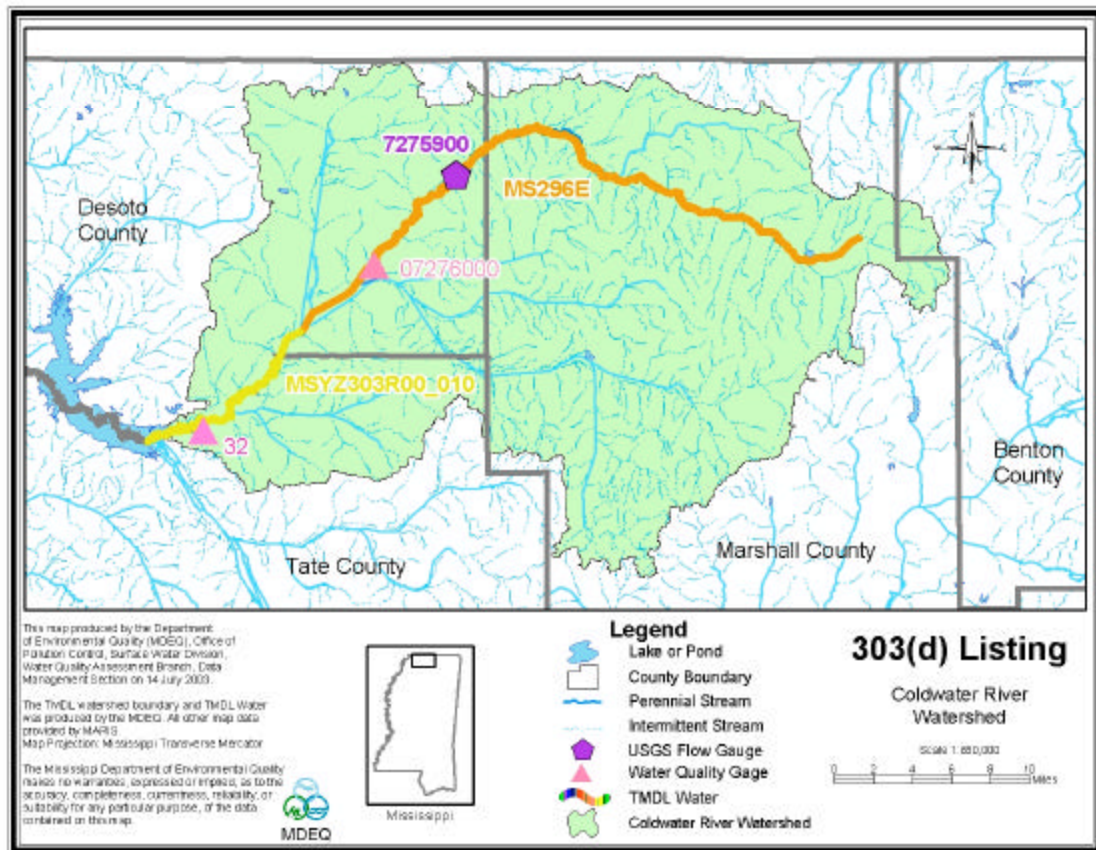 7275900
MS296E
Desoto
County
07276000
MSYZ303R00_010
32
Benton
County
Marshall County
Tate County
N
This map produced by the Department
of Environmental Quality (MDEQ), Office of
Pollution Control, Surface Water Division,
Water Quality Assessment Branch, Data
Management Section on 14 July 2003.
The TMDL watershed boundary and TMDL Water
was produced by the MDEQ. All other map data
provided by MARIS.
Map Projection: Mississippi Transverse Mercator
The Mississippi Department of Environmental Quality
makes no warranties, expressed or implied, as to the
accuracy, completeness, currentness, reliability, or
suitability for any particular purpose, of the data
contained on this map.
MDEQ
Mississippi
Legend
Lake or Pond
County Boundary
Perennial Stream
Intermittent Stream
USGS Flow Gauge
Water Quality Gage
TMDL Water
Coldwater River Watershed
303(d) Listing
Coldwater River
Watershed
Scale
0 2 4 6 8 10
Miles